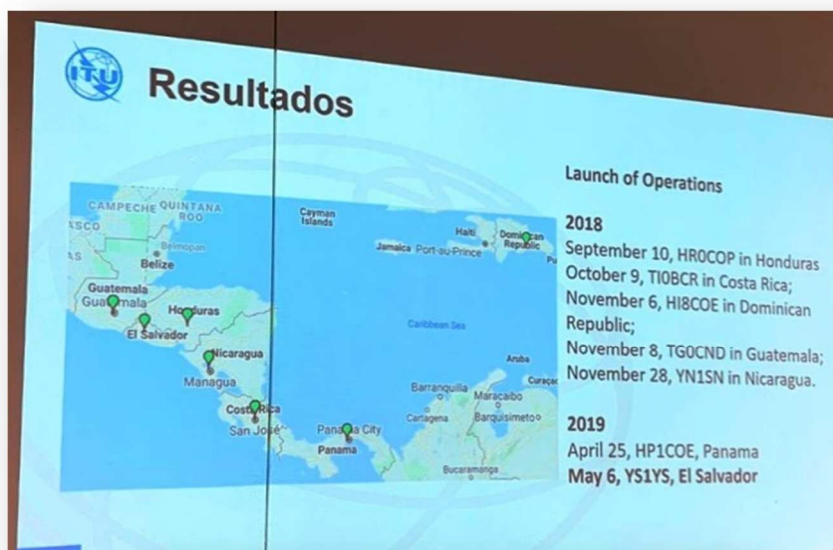 ITU
Resultados
CAMPECHE QUINTANA
ROO
Cayman
Islands
Haiti
Dominican
Republic
Jamaica Port-au-Prince
Belmopan
Belize
Guatemala
Honduras
El Salvador
Caribbean Sea
Nicaragua
Managua
Aruba
Barranquilla
Maracaibo
Cartagena
Barquisimeto
Costa Rica
San José
Panama City
Panama
Bucaramanga
Launch of Operations
2018
September 10, HR0COP in Honduras
October 9, TI0BCR in Costa Rica;
November 6, HI8COE in Dominican
Republic;
November 8, TG0CND in Guatemala;
November 28, YN1SN in Nicaragua.
2019
April 25, HP1COE, Panama
May 6, YS1YS, El Salvador